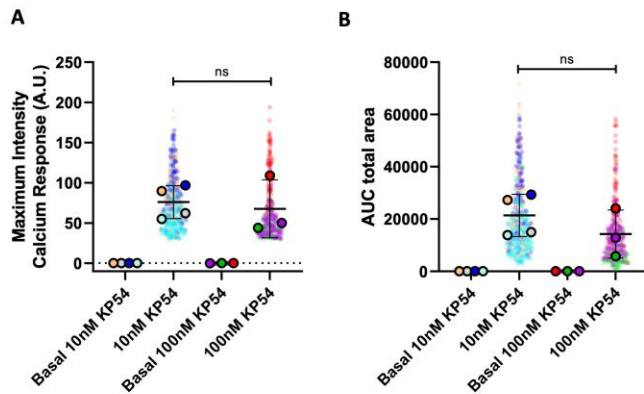 A
Maximum Intensity
Calcium Response (A.U.)
250
200
150
100
50
0
ns
Basal 10nM KP54
10nM KP54
Basal 100nM KP54
100nM KP54
B
AUC total area
80000
60000
40000
20000
0
ns
Basal 10nM KP54
10nM KP54
Basal 100nM KP54
100nM KP54